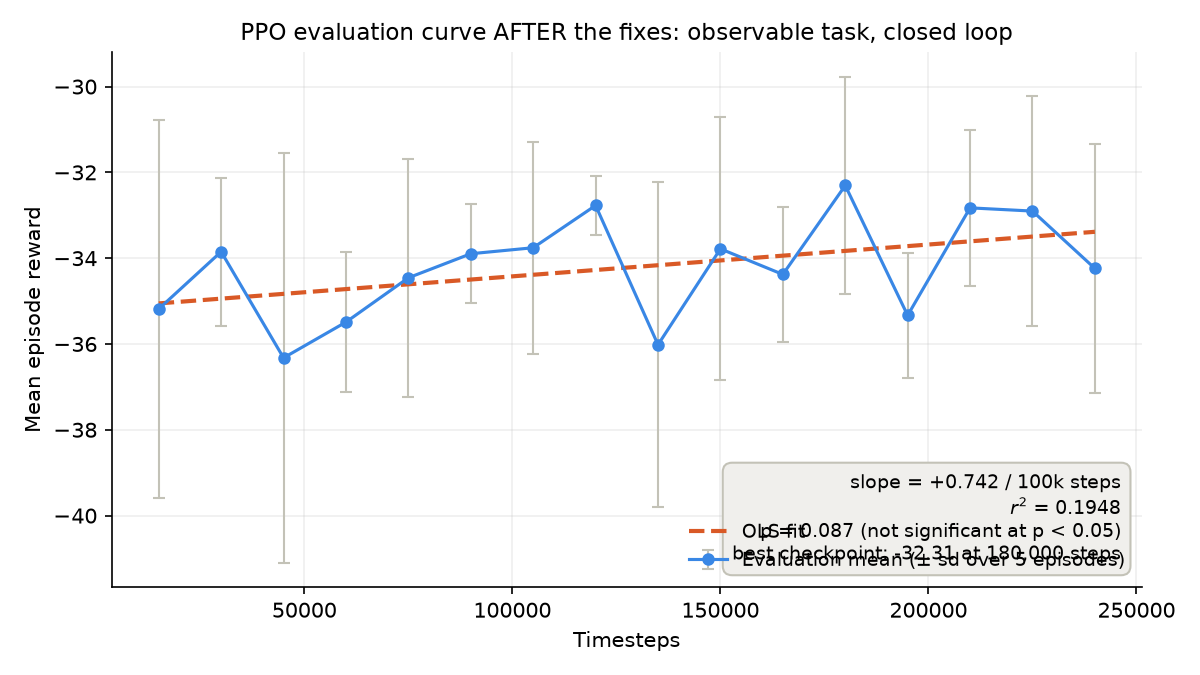 PPO evaluation curve AFTER the fixes: observable task, closed loop
Mean episode reward
−30
−32
−34
−36
−38
−40
slope = +0.742 / 100k steps
r² = 0.1948
p = 0.087 (not significant at p < 0.05)
OLS fit
best checkpoint: -32.31 at 180,000 steps
Evaluation mean (± sd over 5 episodes)
50000
100000
150000
200000
250000
Timesteps